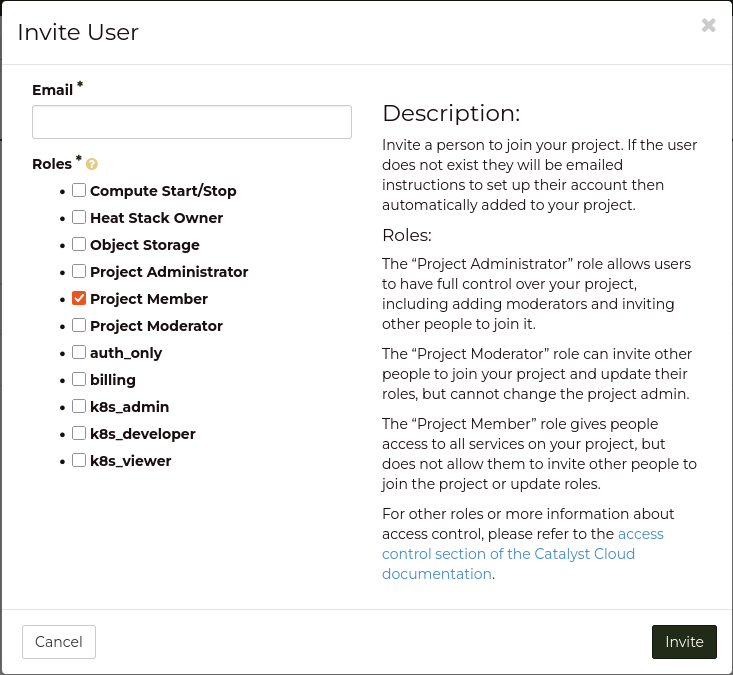 Invite User
Email *
Roles *
Compute Start/Stop
Heat Stack Owner
Object Storage
Project Administrator
Project Member
Project Moderator
auth_only
billing
k8s_admin
k8s_developer
k8s_viewer
Description:
Invite a person to join your project. If the user
does not exist they will be emailed
instructions to set up their account then
automatically added to your project.
Roles:
The “Project Administrator” role allows users
to have full control over your project,
including adding moderators and inviting
other people to join it.
The “Project Moderator” role can invite other
people to join your project and update their
roles, but cannot change the project admin.
The “Project Member” role gives people
access to all services on your project, but
does not allow them to invite other people to
join the project or update roles.
For other roles or more information about
access control, please refer to the access
control section of the Catalyst Cloud
documentation.
Cancel
Invite